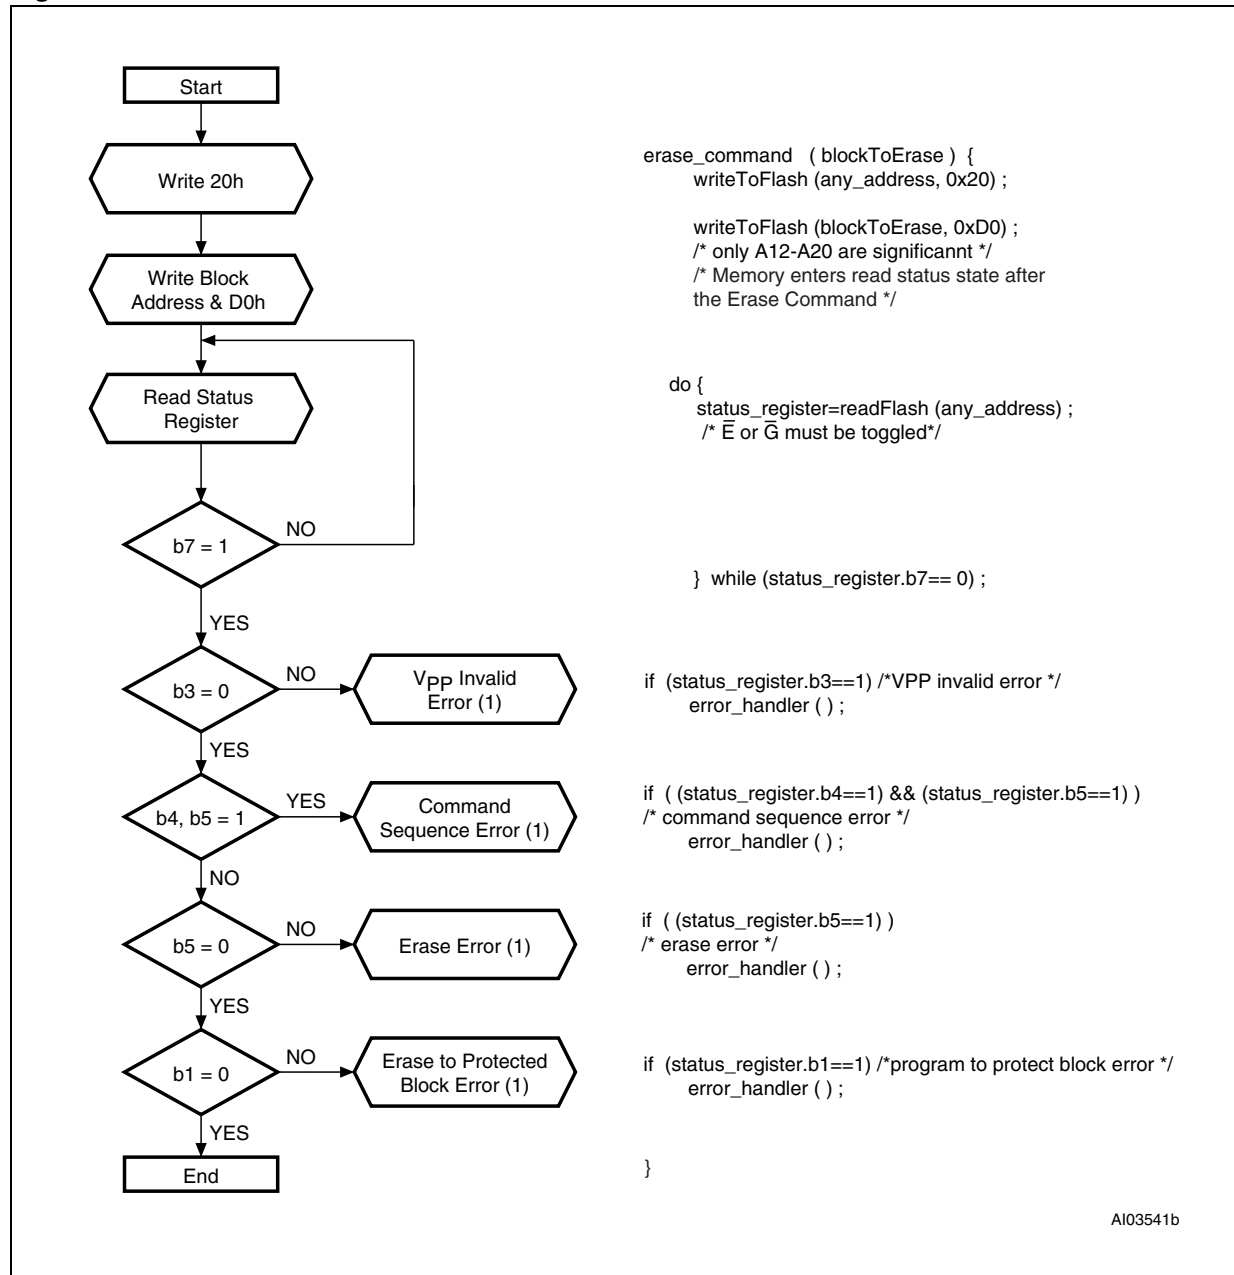 Start
Write 20h
Write Block
Address & D0h
Read Status
Register
b7 = 1
NO
YES
b3 = 0
NO
VPP Invalid
Error (1)
YES
b4, b5 = 1
YES
Command
Sequence Error (1)
NO
b5 = 0
NO
Erase Error (1)
YES
b1 = 0
NO
Erase to Protected
Block Error (1)
YES
End
erase_command ( blockToErase ) {
writeToFlash (any_address, 0x20) ;
writeToFlash (blockToErase, 0xD0) ;
/* only A12-A20 are significannt */
/* Memory enters read status state after
the Erase Command */
do {
status_register=readFlash (any_address) ;
/* E̅ or G̅ must be toggled*/
} while (status_register.b7== 0) ;
if (status_register.b3==1) /*VPP invalid error */
error_handler ( ) ;
if ( (status_register.b4==1) && (status_register.b5==1) )
/* command sequence error */
error_handler ( ) ;
if ( (status_register.b5==1) )
/* erase error */
error_handler ( ) ;
if (status_register.b1==1) /*program to protect block error */
error_handler ( ) ;
}
AI03541b